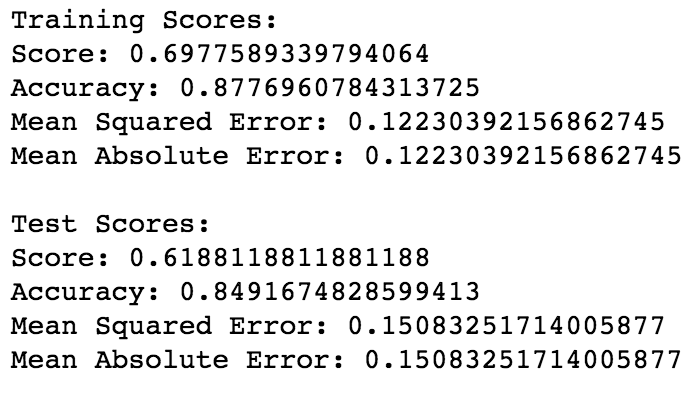 Training Scores:
Score: 0.6977589339794064
Accuracy: 0.8776960784313725
Mean Squared Error: 0.12230392156862745
Mean Absolute Error: 0.12230392156862745
Test Scores:
Score: 0.6188118811881188
Accuracy: 0.8491674828599413
Mean Squared Error: 0.15083251714005877
Mean Absolute Error: 0.15083251714005877